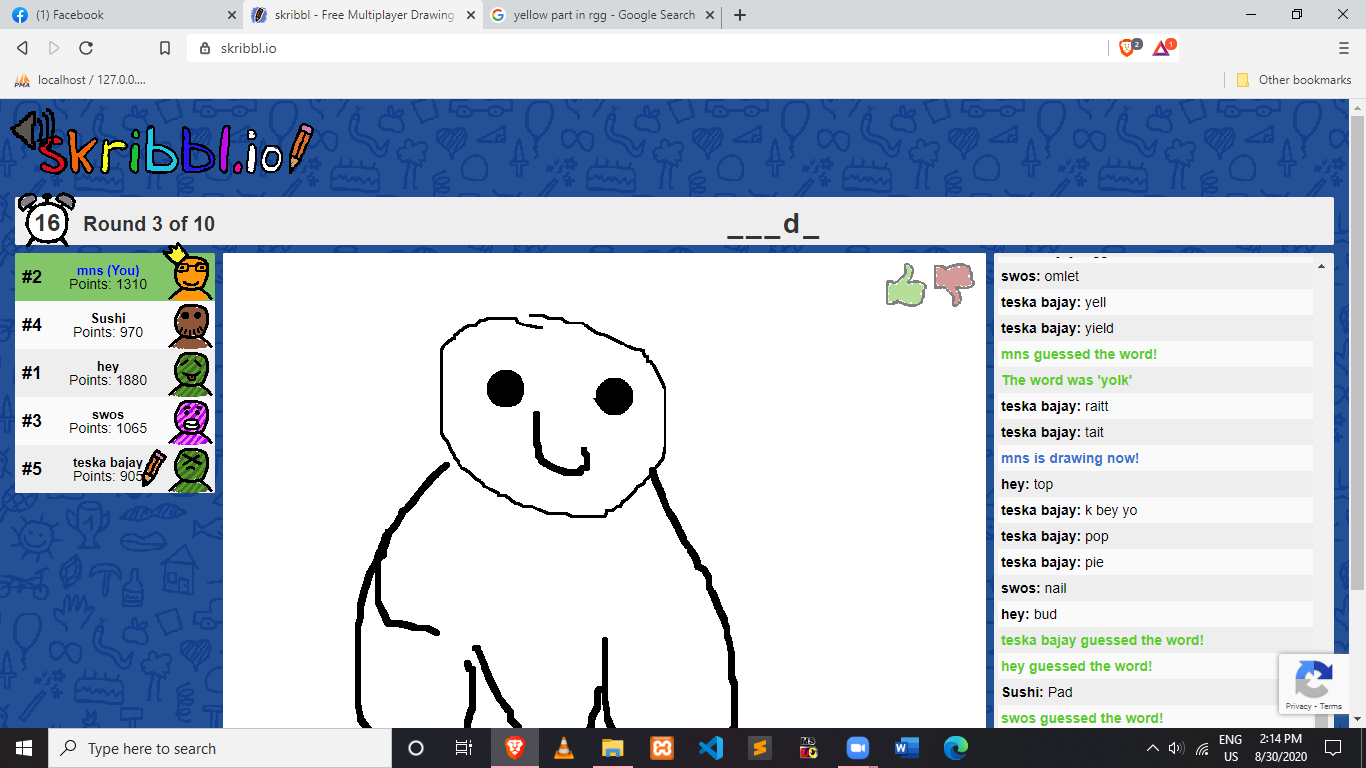 (1) Facebook
skribbl - Free Multiplayer Drawing
yellow part in rgg - Google Search
skribbl.io
2
1
PMA
localhost / 127.0.0....
Other bookmarks
skribbl.io
16
Round 3 of 10
___d_
#2
mns (You)
Points: 1310
#4
Sushi
Points: 970
#1
hey
Points: 1880
#3
swos
Points: 1065
#5
teska bajay
Points: 905
swos: omlet
teska bajay: yell
teska bajay: yield
mns guessed the word!
The word was 'yolk'
teska bajay: raitt
teska bajay: tait
mns is drawing now!
hey: top
teska bajay: k bey yo
teska bajay: pop
teska bajay: pie
swos: nail
hey: bud
teska bajay guessed the word!
hey guessed the word!
Sushi: Pad
swos guessed the word!
Privacy - Terms
Type here to search
ENG
US
2:14 PM
8/30/2020